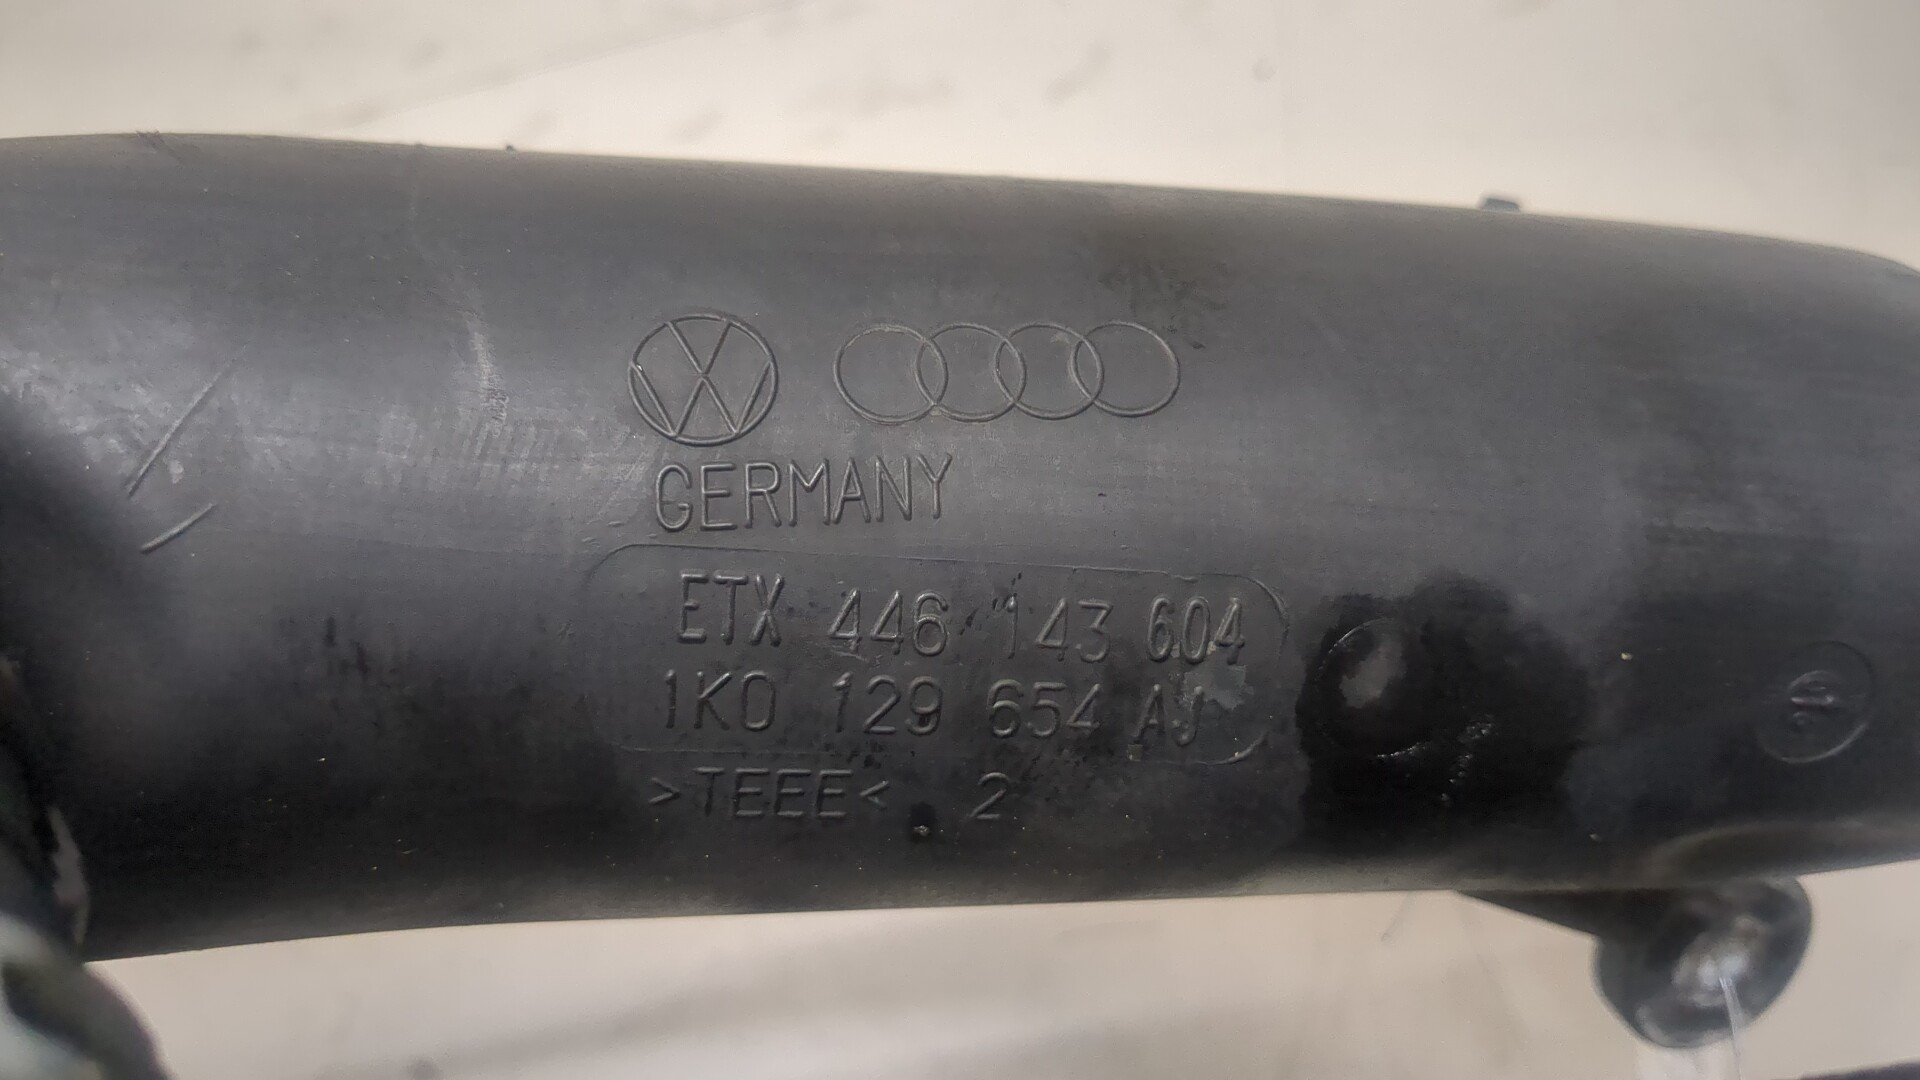 GERMANY
ETX 446 143 604
1K0 129 654 AJ
>TEEE< 2